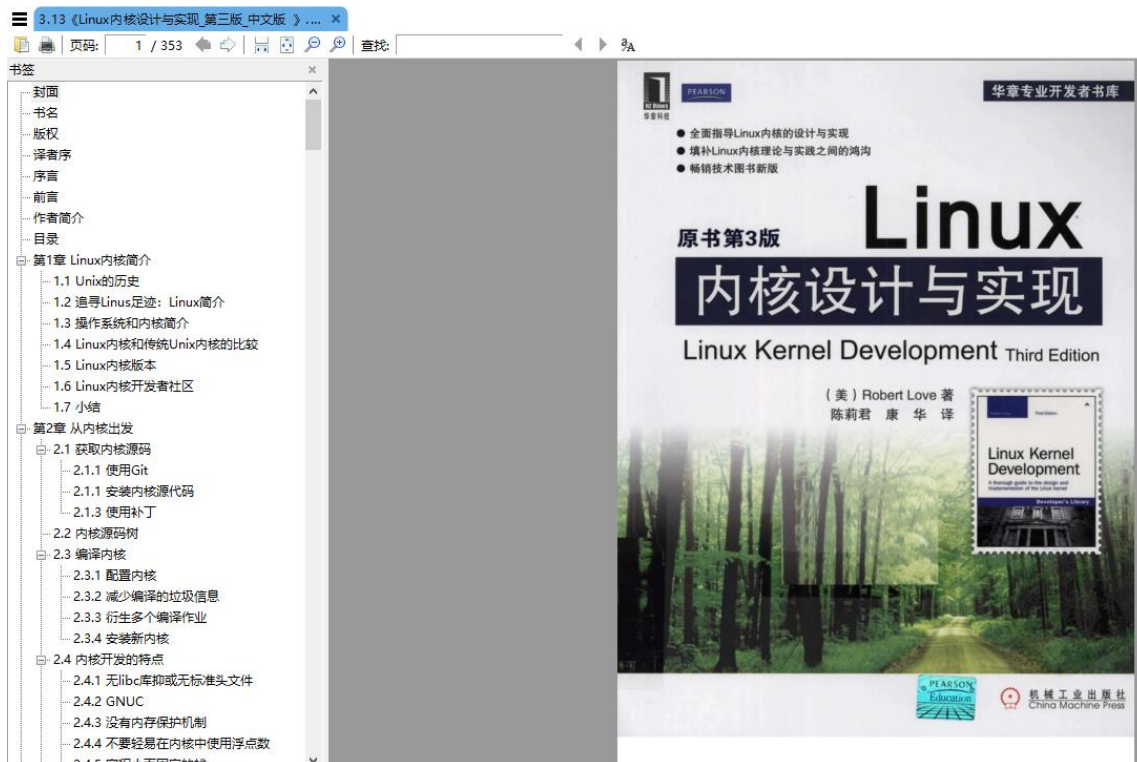 3.13《Linux内核设计与实现_第三版_中文版 》....
页码: 1 / 353 查找:
书签
封面
书名
版权
译者序
序言
前言
作者简介
目录
第1章 Linux内核简介
1.1 Unix的历史
1.2 追寻Linus足迹：Linux简介
1.3 操作系统和内核简介
1.4 Linux内核和传统Unix内核的比较
1.5 Linux内核版本
1.6 Linux内核开发者社区
1.7 小结
第2章 从内核出发
2.1 获取内核源码
2.1.1 使用Git
2.1.1 安装内核源代码
2.1.3 使用补丁
2.2 内核源码树
2.3 编译内核
2.3.1 配置内核
2.3.2 减少编译的垃圾信息
2.3.3 衍生多个编译作业
2.3.4 安装新内核
2.4 内核开发的特点
2.4.1 无libc库抑或无标准头文件
2.4.2 GNUC
2.4.3 没有内存保护机制
2.4.4 不要轻易在内核中使用浮点数
华章科技
PEARSON
华章专业开发者书库
● 全面指导Linux内核的设计与实现
● 填补Linux内核理论与实践之间的鸿沟
● 畅销技术图书新版
Linux
原书第3版
内核设计与实现
Linux Kernel Development Third Edition
（美）Robert Love 著
陈莉君 康 华 译
Linux Kernel
Development
Developer's Library
PEARSON
Education
机械工业出版社
China Machine Press